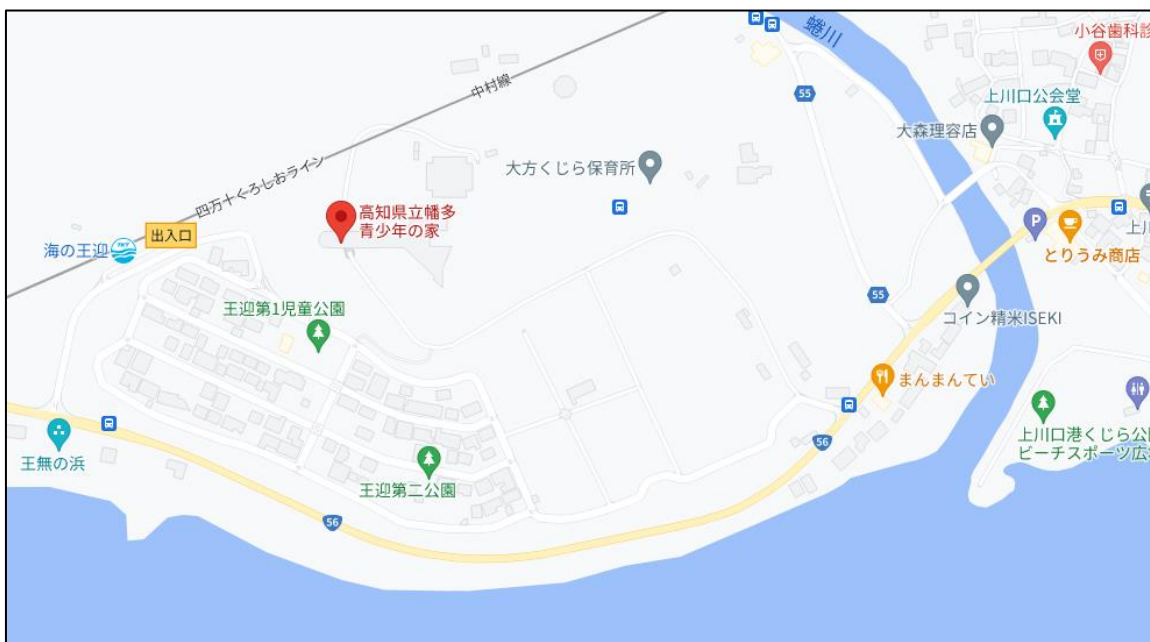 蜷川
小谷歯科診
中村線
55
上川口公会堂
大森理容店
大方くじら保育所
四万十くろしおライン
高知県立幡多
青少年の家
出入口
海の王迎
P
上川
とりうみ商店
55
コイン精米ISEKI
王迎第1児童公園
まんまんてい
56
上川口港くじら公園
ビーチスポーツ広
王無の浜
王迎第二公園
56